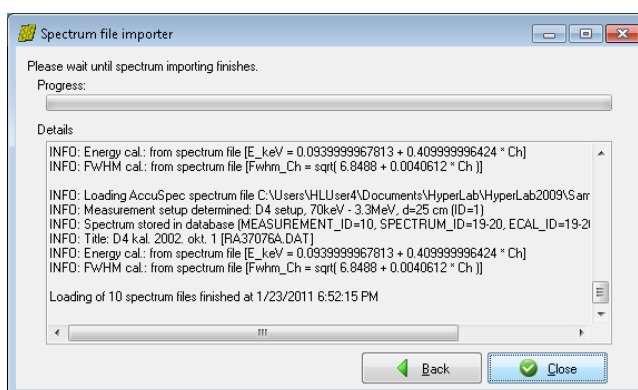 Spectrum file importer
Please wait until spectrum importing finishes.
Progress:
Details
INFO: Energy cal.: from spectrum file [E_keV = 0.0939999967813 + 0.409999996424 * Ch]
INFO: FWHM cal.: from spectrum file [Fwhm_Ch = sqrt( 6.8488 + 0.0040612 * Ch )]
INFO: Loading AccuSpec spectrum file C:\Users\HLUser4\Documents\HyperLab\HyperLab2009\Sam
INFO: Measurement setup determined: D4 setup, 70keV - 3.3MeV, d=25 cm (ID=1)
INFO: Spectrum stored in database (MEASUREMENT_ID=10, SPECTRUM_ID=19-20, ECAL_ID=19-20
INFO: Title: D4 kal. 2002. okt. 1 [RA37076A.DAT]
INFO: Energy cal.: from spectrum file [E_keV = 0.0939999967813 + 0.409999996424 * Ch]
INFO: FWHM cal.: from spectrum file [Fwhm_Ch = sqrt( 6.8488 + 0.0040612 * Ch )]
Loading of 10 spectrum files finished at 1/23/2011 6:52:15 PM
Back
Close